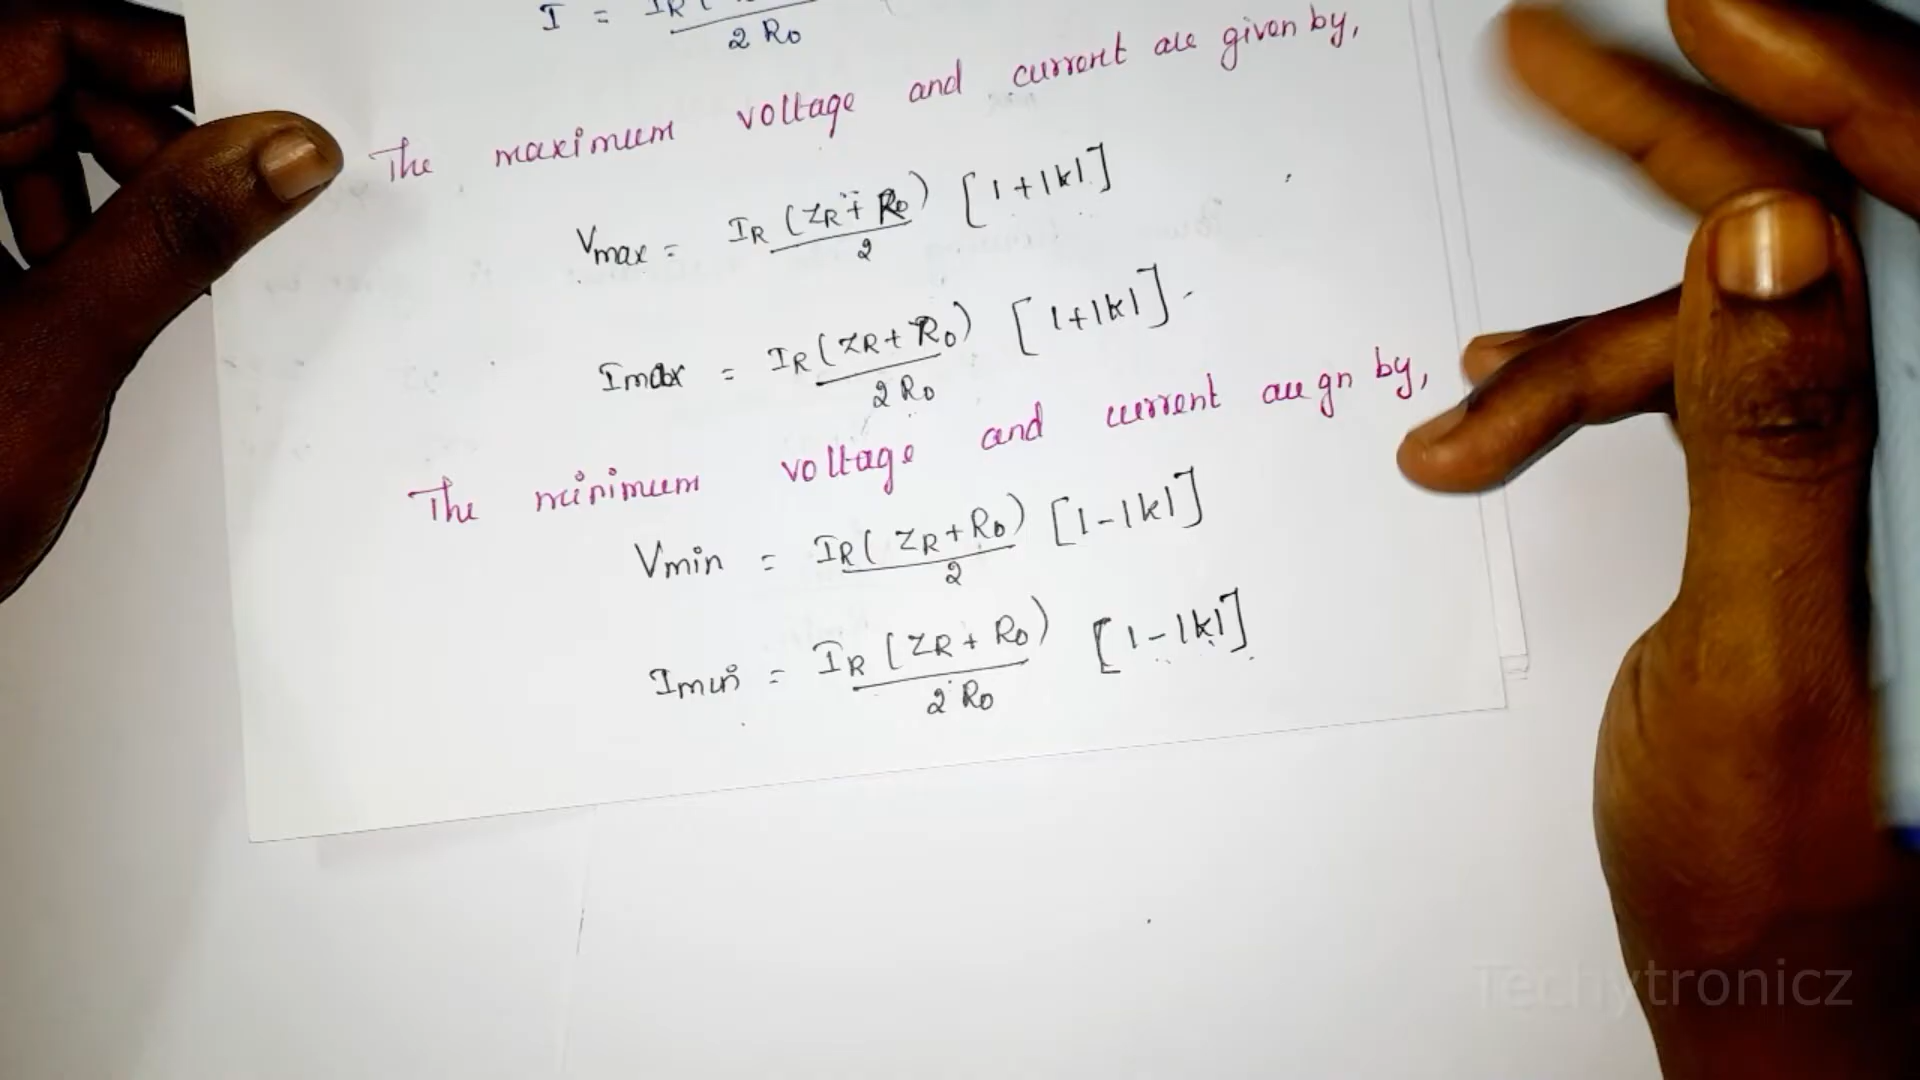 I = IR (
2 R0
The maximum voltage and current are given by,
Vmax = IR (ZR + R0) [1+|k|]
2
Imax = IR (ZR + R0) [1+|k|]
2 R0
The minimum voltage and current are gn by,
Vmin = IR ( ZR + R0) [1-|k|]
2
Imin = IR (ZR + R0) [1-|k|]
2 R0
Techytronicz